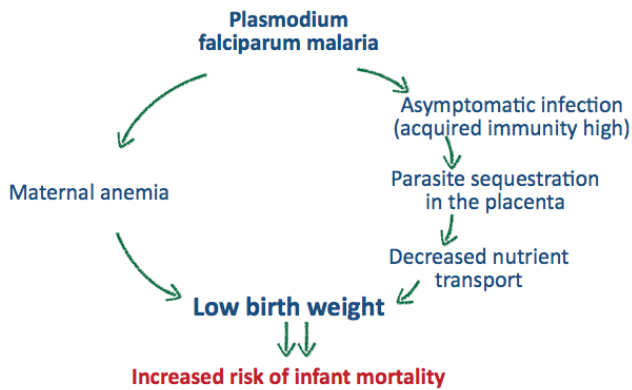 Plasmodium
falciparum malaria
Asymptomatic infection
(acquired immunity high)
Maternal anemia
Parasite sequestration
in the placenta
Decreased nutrient
transport
Low birth weight
Increased risk of infant mortality